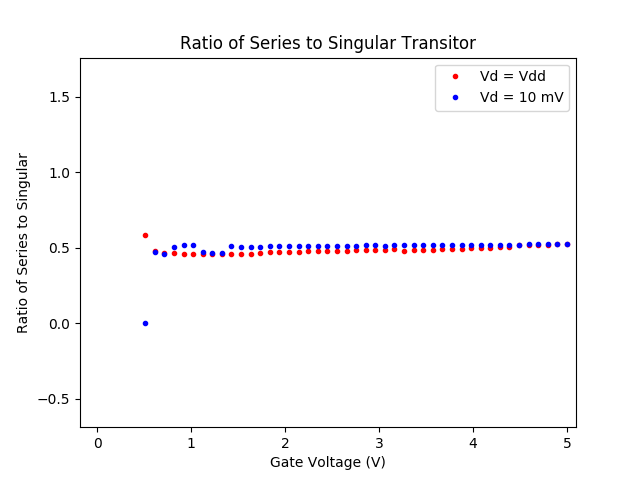 Ratio of Series to Singular Transitor
Vd = Vdd
Vd = 10 mV
Ratio of Series to Singular
1.5
1.0
0.5
0.0
−0.5
0 1 2 3 4 5
Gate Voltage (V)